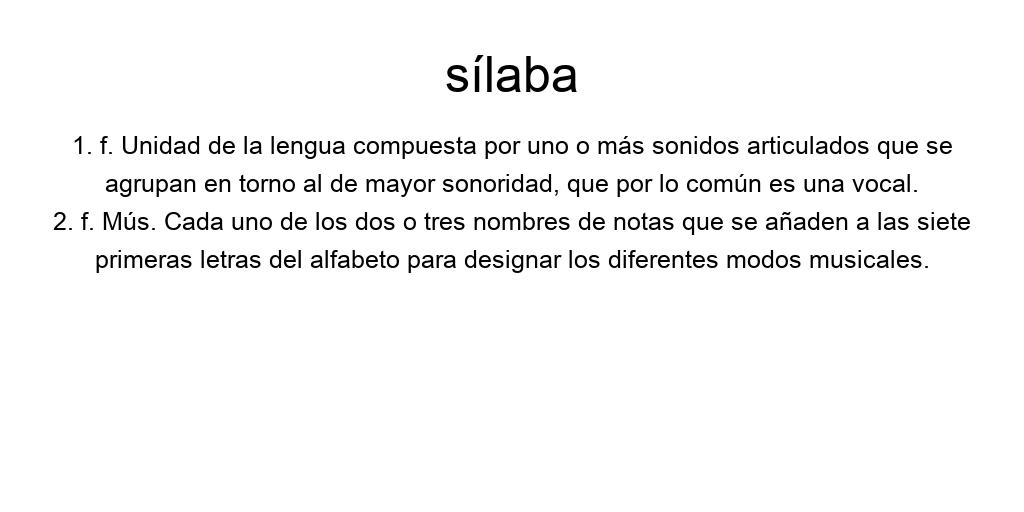 sílaba
1. f. Unidad de la lengua compuesta por uno o más sonidos articulados que se
agrupan en torno al de mayor sonoridad, que por lo común es una vocal.
2. f. Mús. Cada uno de los dos o tres nombres de notas que se añaden a las siete
primeras letras del alfabeto para designar los diferentes modos musicales.